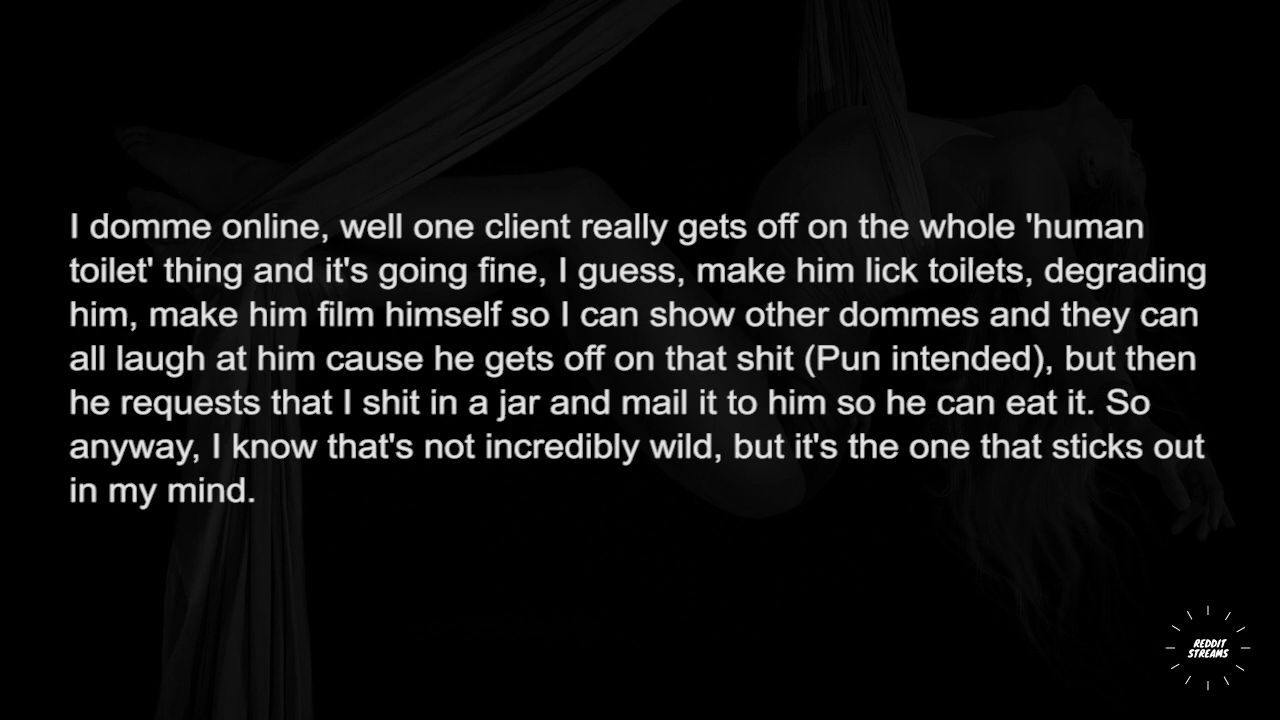 I domme online, well one client really gets off on the whole 'human
toilet' thing and it's going fine, I guess, make him lick toilets, degrading
him, make him film himself so I can show other dommes and they can
all laugh at him cause he gets off on that shit (Pun intended), but then
he requests that I shit in a jar and mail it to him so he can eat it. So
anyway, I know that's not incredibly wild, but it's the one that sticks out
in my mind.
REDDIT
STREAMS